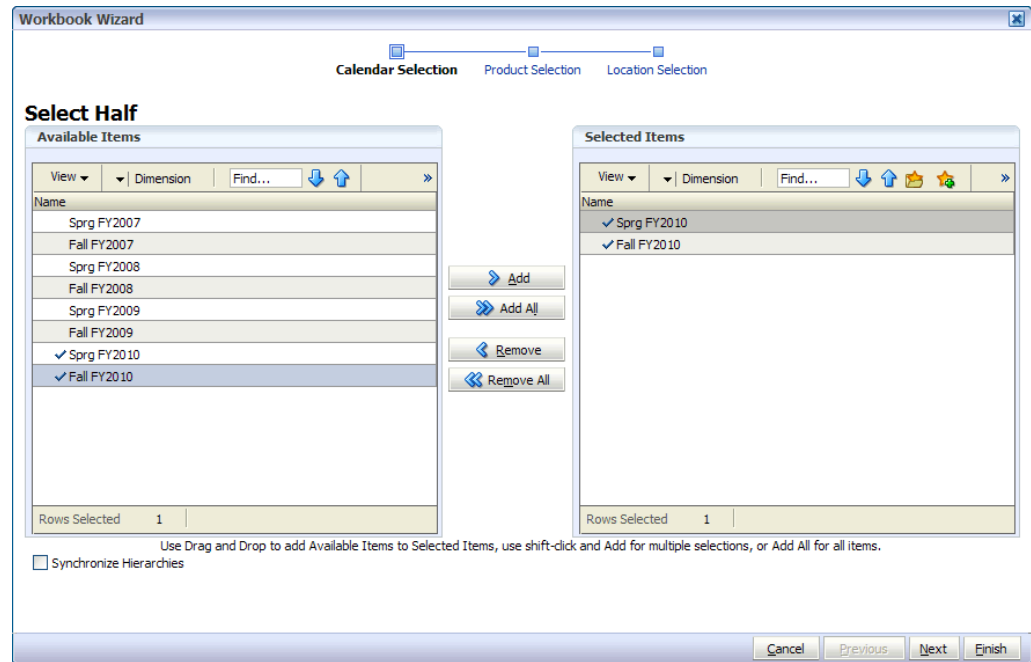 Workbook Wizard
Calendar Selection Product Selection Location Selection
Select Half
Available Items
View Dimension Find... »
Name
Sprg FY2007
Fall FY2007
Sprg FY2008
Fall FY2008
Sprg FY2009
Fall FY2009
Sprg FY2010
Fall FY2010
Rows Selected 1
Add
Add All
Remove
Remove All
Selected Items
View Dimension Find... »
Name
Sprg FY2010
Fall FY2010
Rows Selected 1
Use Drag and Drop to add Available Items to Selected Items, use shift-click and Add for multiple selections, or Add All for all items.
Synchronize Hierarchies
Cancel Previous Next Finish